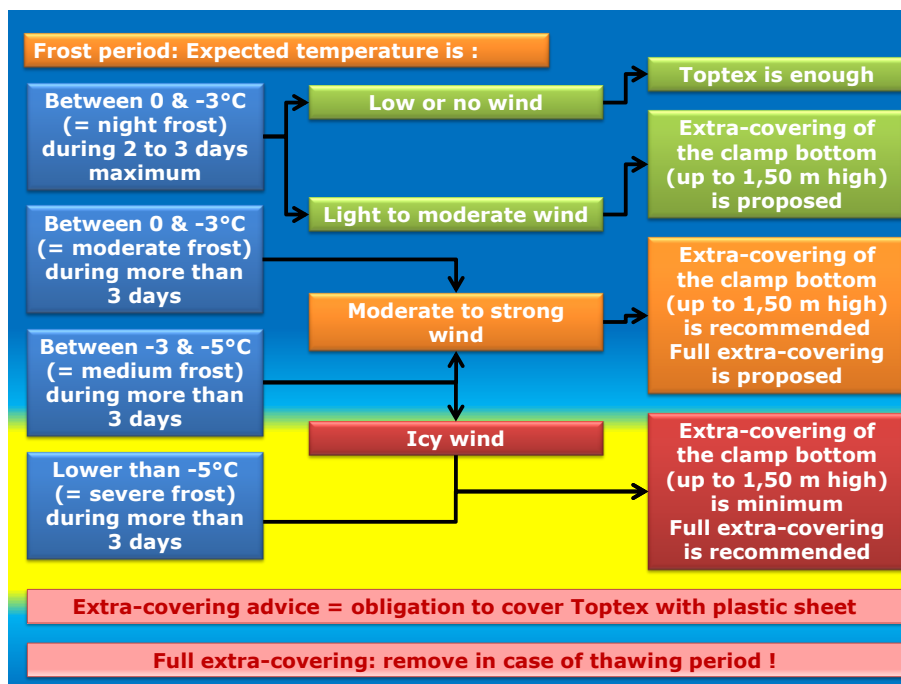 Frost period: Expected temperature is :
Between 0 & -3°C
(= night frost)
during 2 to 3 days
maximum
Low or no wind
Toptex is enough
Light to moderate wind
Extra-covering of
the clamp bottom
(up to 1,50 m high)
is proposed
Between 0 & -3°C
(= moderate frost)
during more than
3 days
Moderate to strong
wind
Extra-covering of
the clamp bottom
(up to 1,50 m high)
is recommended
Full extra-covering
is proposed
Between -3 & -5°C
(= medium frost)
during more than
3 days
Icy wind
Extra-covering of
the clamp bottom
(up to 1,50 m high)
is minimum
Full extra-covering
is recommended
Lower than -5°C
(= severe frost)
during more than
3 days
Extra-covering advice = obligation to cover Toptex with plastic sheet
Full extra-covering: remove in case of thawing period !